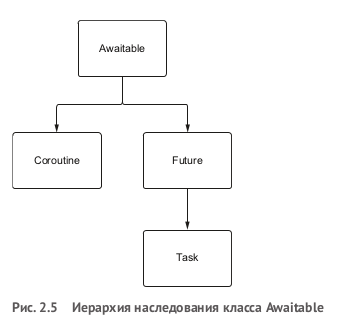 Awaitable
Coroutine
Future
Task
Рис. 2.5 Иерархия наследования класса Awaitable